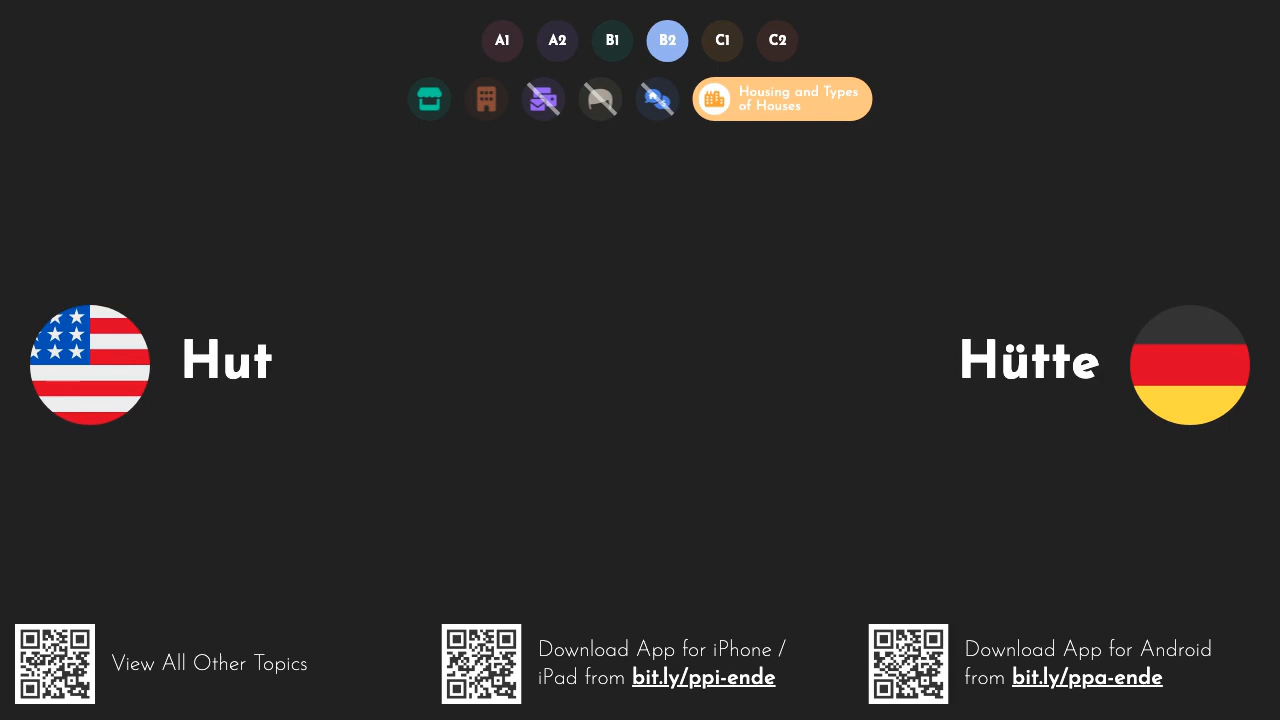 A1 A2 B1 B2 C1 C2
Housing and Types
of Houses
Hut
Hütte
View All Other Topics
Download App for iPhone /
iPad from bit.ly/ppi-ende
Download App for Android
from bit.ly/ppa-ende